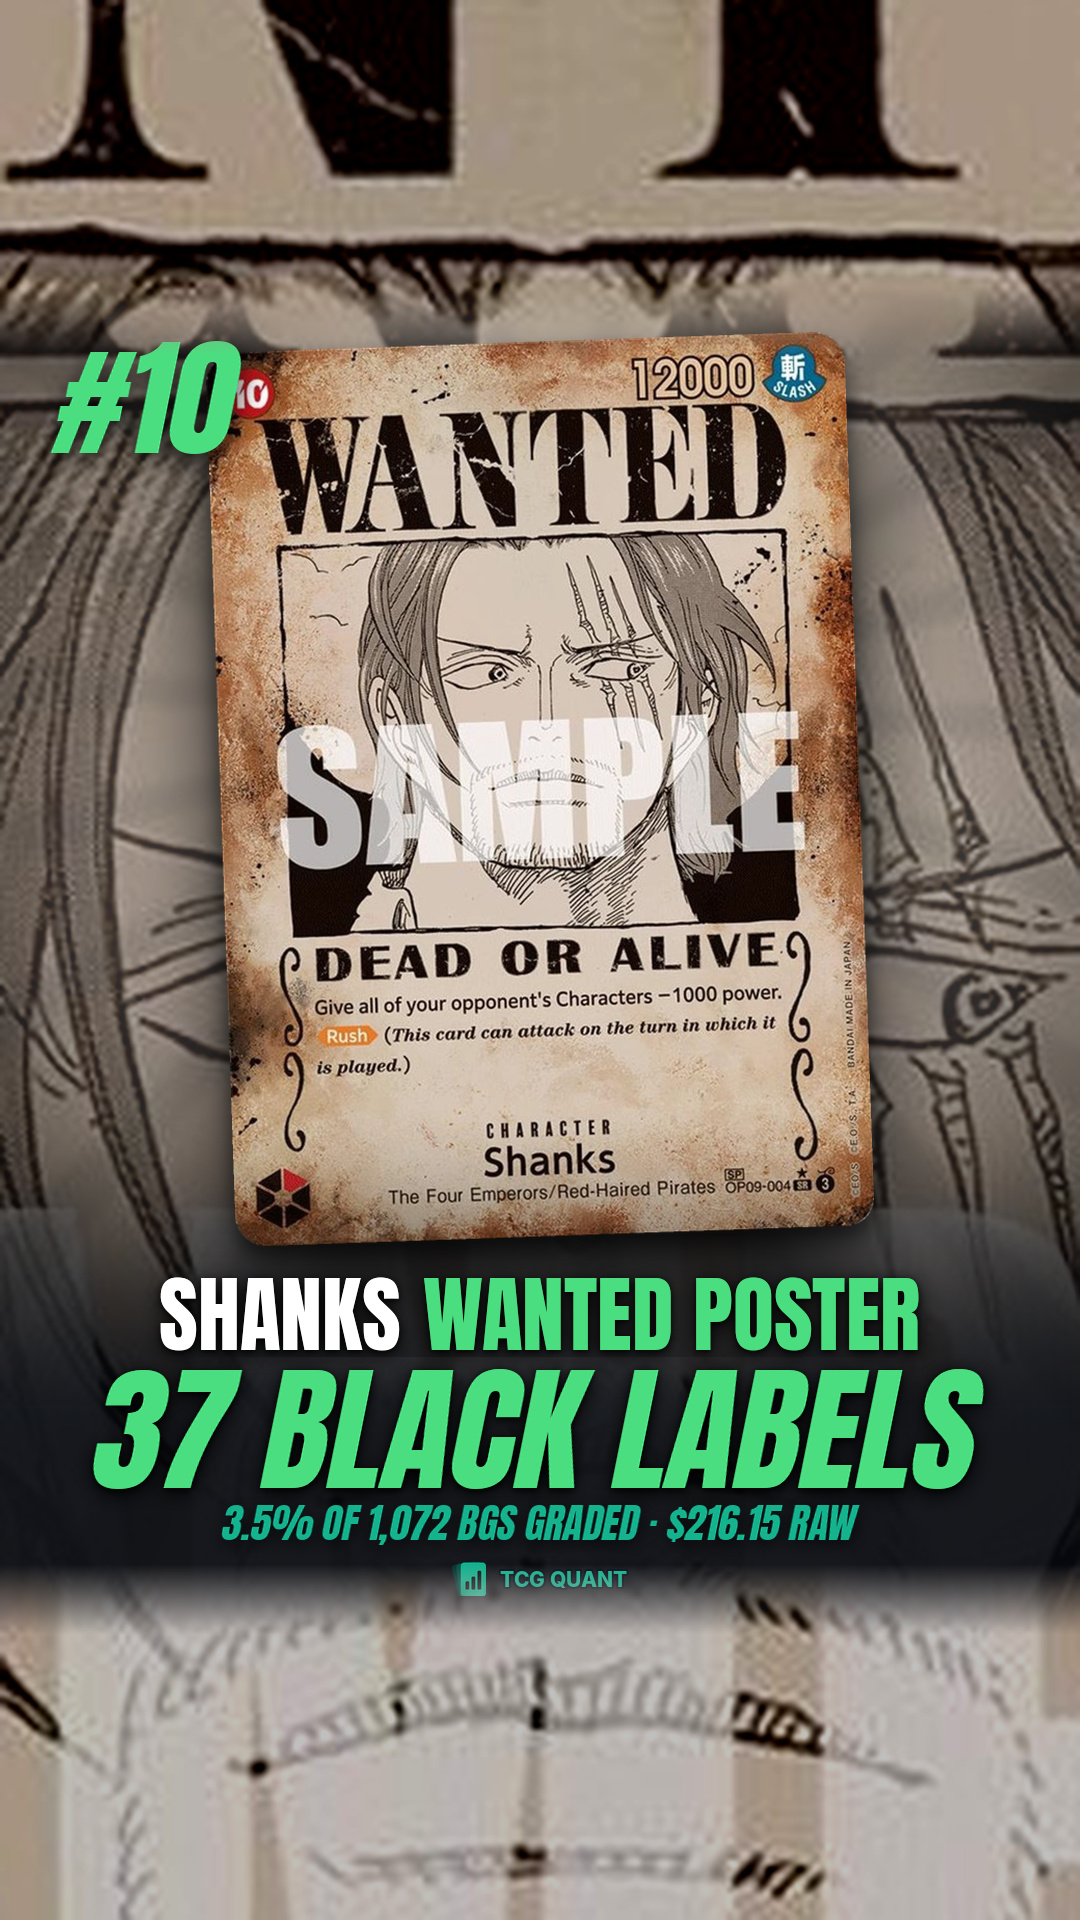 #10
10
12000
斬
SLASH
WANTED
SAMPLE
DEAD OR ALIVE
Give all of your opponent's Characters −1000 power.
Rush (This card can attack on the turn in which it
is played.)
CHARACTER
Shanks
The Four Emperors/Red-Haired Pirates
SP
OP09-004 SR 3
©E.O/S. ©E.O./S.,T.A BANDAI MADE IN JAPAN
SHANKS WANTED POSTER
37 BLACK LABELS
3.5% OF 1,072 BGS GRADED · $216.15 RAW
TCG QUANT